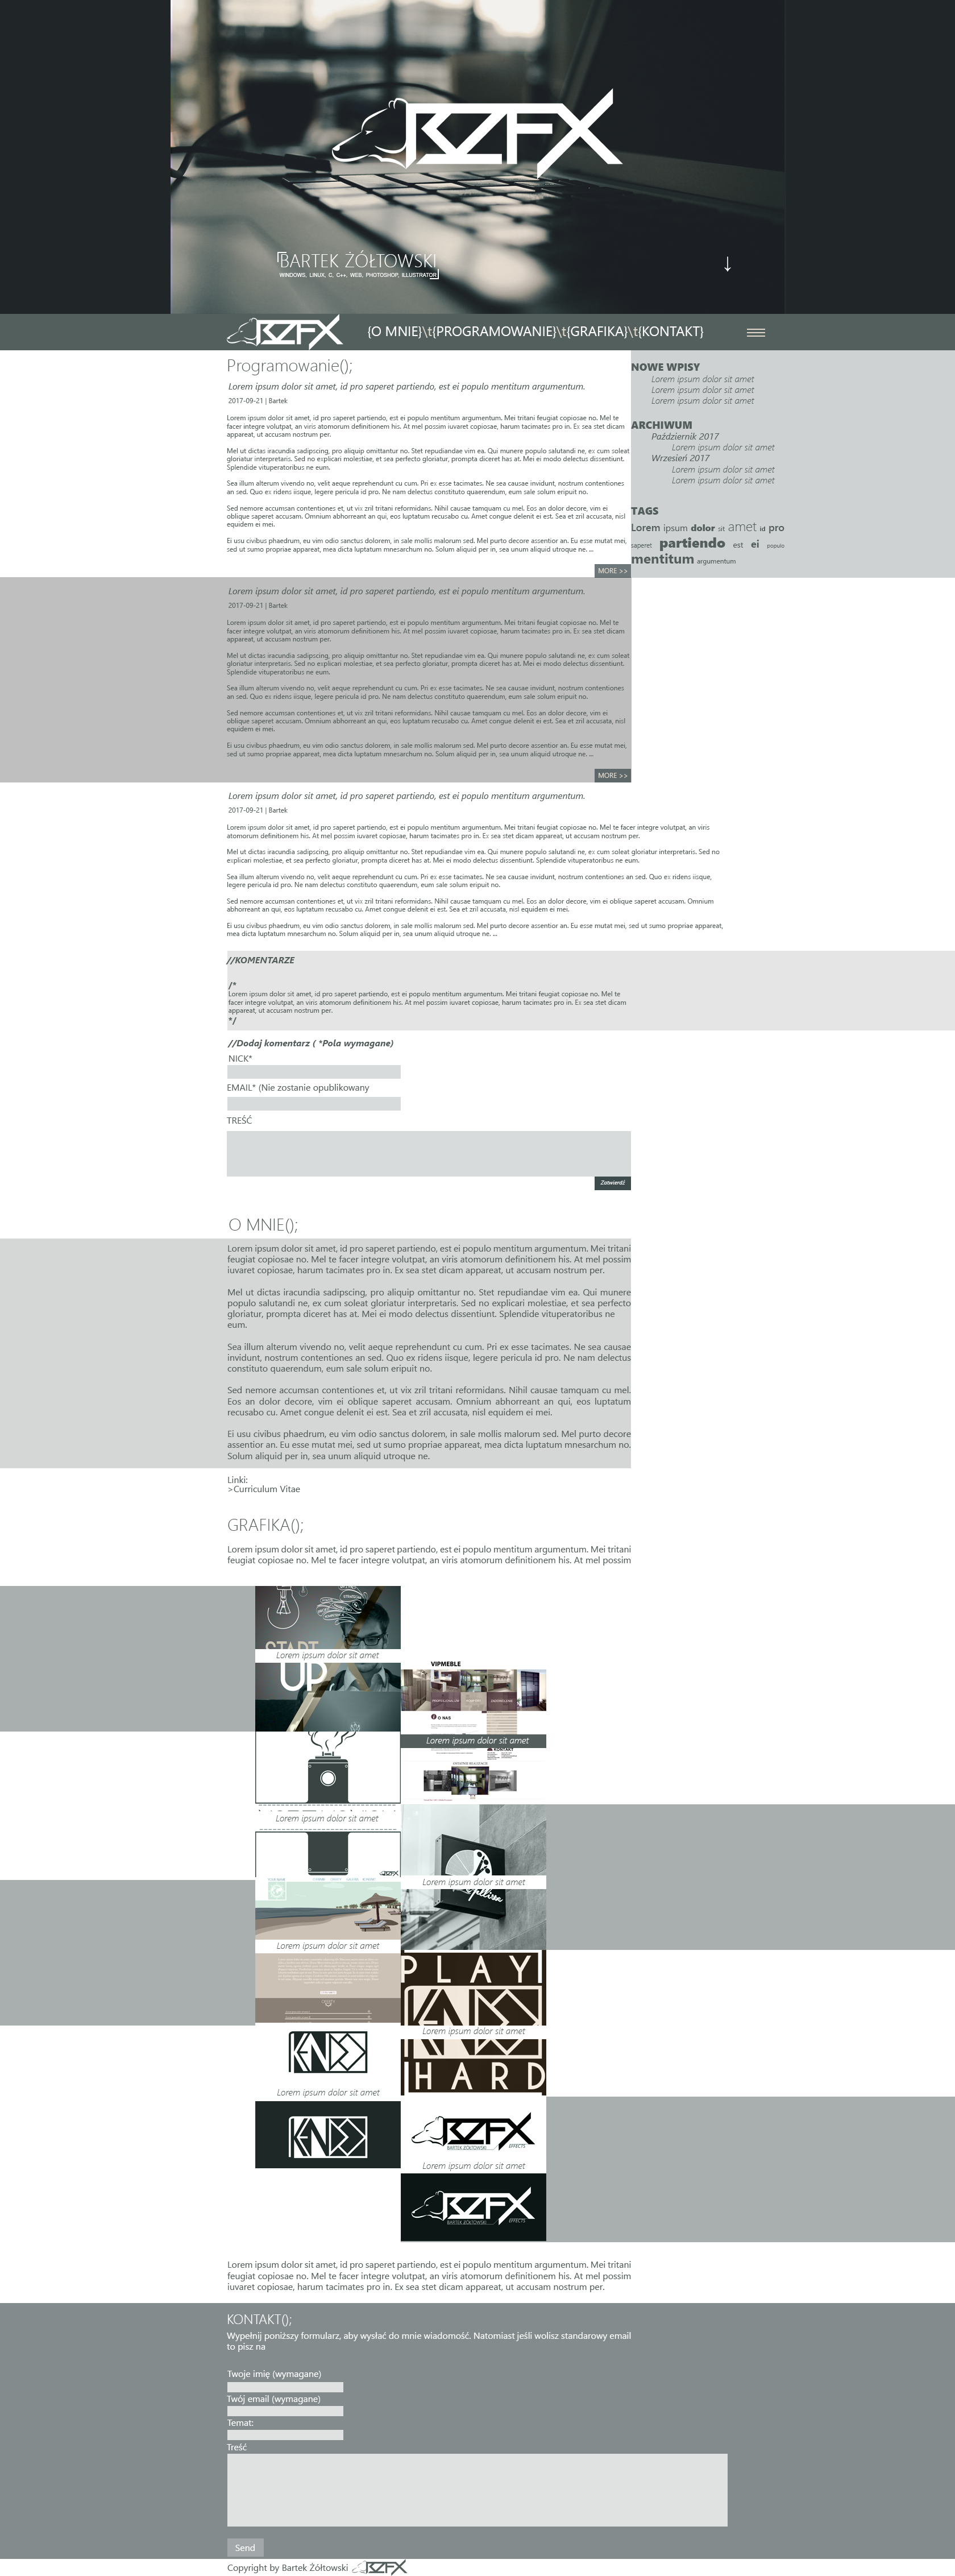 BZFX
BARTEK ŻÓŁTOWSKI
WINDOWS, LINUX, C, C++, WEB, PHOTOSHOP, ILLUSTRATOR
↓
BZFX
{O MNIE}\t{PROGRAMOWANIE}\t{GRAFIKA}\t{KONTAKT}
Programowanie();
Lorem ipsum dolor sit amet, id pro saperet partiendo, est ei populo mentitum argumentum.
2017-09-21 | Bartek
Lorem ipsum dolor sit amet, id pro saperet partiendo, est ei populo mentitum argumentum. Mei tritani feugiat copiosae no. Mel te
facer integre volutpat, an viris atomorum definitionem his. At mel possim iuvaret copiosae, harum tacimates pro in. Ex sea stet dicam
appareat, ut accusam nostrum per.
Mel ut dictas iracundia sadipscing, pro aliquip omittantur no. Stet repudiandae vim ea. Qui munere populo salutandi ne, ex cum soleat
gloriatur interpretaris. Sed no explicari molestiae, et sea perfecto gloriatur, prompta diceret has at. Mei ei modo delectus dissentiunt.
Splendide vituperatoribus ne eum.
Sea illum alterum vivendo no, velit aeque reprehendunt cu cum. Pri ex esse tacimates. Ne sea causae invidunt, nostrum contentiones
an sed. Quo ex ridens iisque, legere pericula id pro. Ne nam delectus constituto quaerendum, eum sale solum eripuit no.
Sed nemore accumsan contentiones et, ut vix zril tritani reformidans. Nihil causae tamquam cu mel. Eos an dolor decore, vim ei
oblique saperet accusam. Omnium abhorreant an qui, eos luptatum recusabo cu. Amet congue delenit ei est. Sea et zril accusata, nisl
equidem ei mei.
Ei usu civibus phaedrum, eu vim odio sanctus dolorem, in sale mollis malorum sed. Mel purto decore assentior an. Eu esse mutat mei,
sed ut sumo propriae appareat, mea dicta luptatum mnesarchum no. Solum aliquid per in, sea unum aliquid utroque ne. ...
MORE >>
NOWE WPISY
Lorem ipsum dolor sit amet
Lorem ipsum dolor sit amet
Lorem ipsum dolor sit amet
ARCHIWUM
Październik 2017
Lorem ipsum dolor sit amet
Wrzesień 2017
Lorem ipsum dolor sit amet
Lorem ipsum dolor sit amet
TAGS
Lorem ipsum dolor sit amet id pro
saperet partiendo est ei populo
mentitum argumentum
Lorem ipsum dolor sit amet, id pro saperet partiendo, est ei populo mentitum argumentum.
2017-09-21 | Bartek
Lorem ipsum dolor sit amet, id pro saperet partiendo, est ei populo mentitum argumentum. Mei tritani feugiat copiosae no. Mel te
facer integre volutpat, an viris atomorum definitionem his. At mel possim iuvaret copiosae, harum tacimates pro in. Ex sea stet dicam
appareat, ut accusam nostrum per.
Mel ut dictas iracundia sadipscing, pro aliquip omittantur no. Stet repudiandae vim ea. Qui munere populo salutandi ne, ex cum soleat
gloriatur interpretaris. Sed no explicari molestiae, et sea perfecto gloriatur, prompta diceret has at. Mei ei modo delectus dissentiunt.
Splendide vituperatoribus ne eum.
Sea illum alterum vivendo no, velit aeque reprehendunt cu cum. Pri ex esse tacimates. Ne sea causae invidunt, nostrum contentiones
an sed. Quo ex ridens iisque, legere pericula id pro. Ne nam delectus constituto quaerendum, eum sale solum eripuit no.
Sed nemore accumsan contentiones et, ut vix zril tritani reformidans. Nihil causae tamquam cu mel. Eos an dolor decore, vim ei
oblique saperet accusam. Omnium abhorreant an qui, eos luptatum recusabo cu. Amet congue delenit ei est. Sea et zril accusata, nisl
equidem ei mei.
Ei usu civibus phaedrum, eu vim odio sanctus dolorem, in sale mollis malorum sed. Mel purto decore assentior an. Eu esse mutat mei,
sed ut sumo propriae appareat, mea dicta luptatum mnesarchum no. Solum aliquid per in, sea unum aliquid utroque ne. ...
MORE >>
Lorem ipsum dolor sit amet, id pro saperet partiendo, est ei populo mentitum argumentum.
2017-09-21 | Bartek
Lorem ipsum dolor sit amet, id pro saperet partiendo, est ei populo mentitum argumentum. Mei tritani feugiat copiosae no. Mel te facer integre volutpat, an viris
atomorum definitionem his. At mel possim iuvaret copiosae, harum tacimates pro in. Ex sea stet dicam appareat, ut accusam nostrum per.
Mel ut dictas iracundia sadipscing, pro aliquip omittantur no. Stet repudiandae vim ea. Qui munere populo salutandi ne, ex cum soleat gloriatur interpretaris. Sed no
explicari molestiae, et sea perfecto gloriatur, prompta diceret has at. Mei ei modo delectus dissentiunt. Splendide vituperatoribus ne eum.
Sea illum alterum vivendo no, velit aeque reprehendunt cu cum. Pri ex esse tacimates. Ne sea causae invidunt, nostrum contentiones an sed. Quo ex ridens iisque,
legere pericula id pro. Ne nam delectus constituto quaerendum, eum sale solum eripuit no.
Sed nemore accumsan contentiones et, ut vix zril tritani reformidans. Nihil causae tamquam cu mel. Eos an dolor decore, vim ei oblique saperet accusam. Omnium
abhorreant an qui, eos luptatum recusabo cu. Amet congue delenit ei est. Sea et zril accusata, nisl equidem ei mei.
Ei usu civibus phaedrum, eu vim odio sanctus dolorem, in sale mollis malorum sed. Mel purto decore assentior an. Eu esse mutat mei, sed ut sumo propriae appareat,
mea dicta luptatum mnesarchum no. Solum aliquid per in, sea unum aliquid utroque ne. ...
//KOMENTARZE
/*
Lorem ipsum dolor sit amet, id pro saperet partiendo, est ei populo mentitum argumentum. Mei tritani feugiat copiosae no. Mel te
facer integre volutpat, an viris atomorum definitionem his. At mel possim iuvaret copiosae, harum tacimates pro in. Ex sea stet dicam
appareat, ut accusam nostrum per.
*/
//Dodaj komentarz ( *Pola wymagane)
NICK*
EMAIL* (Nie zostanie opublikowany
TREŚĆ
Zatwierdź
O MNIE();
Lorem ipsum dolor sit amet, id pro saperet partiendo, est ei populo mentitum argumentum. Mei tritani
feugiat copiosae no. Mel te facer integre volutpat, an viris atomorum definitionem his. At mel possim
iuvaret copiosae, harum tacimates pro in. Ex sea stet dicam appareat, ut accusam nostrum per.
Mel ut dictas iracundia sadipscing, pro aliquip omittantur no. Stet repudiandae vim ea. Qui munere
populo salutandi ne, ex cum soleat gloriatur interpretaris. Sed no explicari molestiae, et sea perfecto
gloriatur, prompta diceret has at. Mei ei modo delectus dissentiunt. Splendide vituperatoribus ne
eum.
Sea illum alterum vivendo no, velit aeque reprehendunt cu cum. Pri ex esse tacimates. Ne sea causae
invidunt, nostrum contentiones an sed. Quo ex ridens iisque, legere pericula id pro. Ne nam delectus
constituto quaerendum, eum sale solum eripuit no.
Sed nemore accumsan contentiones et, ut vix zril tritani reformidans. Nihil causae tamquam cu mel.
Eos an dolor decore, vim ei oblique saperet accusam. Omnium abhorreant an qui, eos luptatum
recusabo cu. Amet congue delenit ei est. Sea et zril accusata, nisl equidem ei mei.
Ei usu civibus phaedrum, eu vim odio sanctus dolorem, in sale mollis malorum sed. Mel purto decore
assentior an. Eu esse mutat mei, sed ut sumo propriae appareat, mea dicta luptatum mnesarchum no.
Solum aliquid per in, sea unum aliquid utroque ne.
Linki:
>Curriculum Vitae
GRAFIKA();
Lorem ipsum dolor sit amet, id pro saperet partiendo, est ei populo mentitum argumentum. Mei tritani
feugiat copiosae no. Mel te facer integre volutpat, an viris atomorum definitionem his. At mel possim
START
Lorem ipsum dolor sit amet
UP
VIPMEBLE
O NAS
Lorem ipsum dolor sit amet
KONTAKT
Lorem ipsum dolor sit amet
BZFX
Lorem ipsum dolor sit amet
Lorem ipsum dolor sit amet
PLAY
Lorem ipsum dolor sit amet
HARD
Lorem ipsum dolor sit amet
BZFX
BARTEK ŻÓŁTOWSKI EFFECTS
Lorem ipsum dolor sit amet
BZFX
BARTEK ŻÓŁTOWSKI EFFECTS
Lorem ipsum dolor sit amet, id pro saperet partiendo, est ei populo mentitum argumentum. Mei tritani
feugiat copiosae no. Mel te facer integre volutpat, an viris atomorum definitionem his. At mel possim
iuvaret copiosae, harum tacimates pro in. Ex sea stet dicam appareat, ut accusam nostrum per.
KONTAKT();
Wypełnij poniższy formularz, aby wysłać do mnie wiadomość. Natomiast jeśli wolisz standarowy email
to pisz na
Twoje imię (wymagane)
Twój email (wymagane)
Temat:
Treść
Send
Copyright by Bartek Żółtowski BZFX